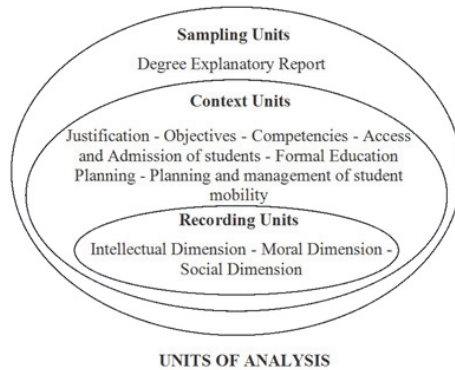 Sampling Units
Degree Explanatory Report
Context Units
Justification - Objectives - Competencies - Access
and Admission of students - Formal Education
Planning - Planning and management of student
mobility
Recording Units
Intellectual Dimension - Moral Dimension -
Social Dimension
UNITS OF ANALYSIS